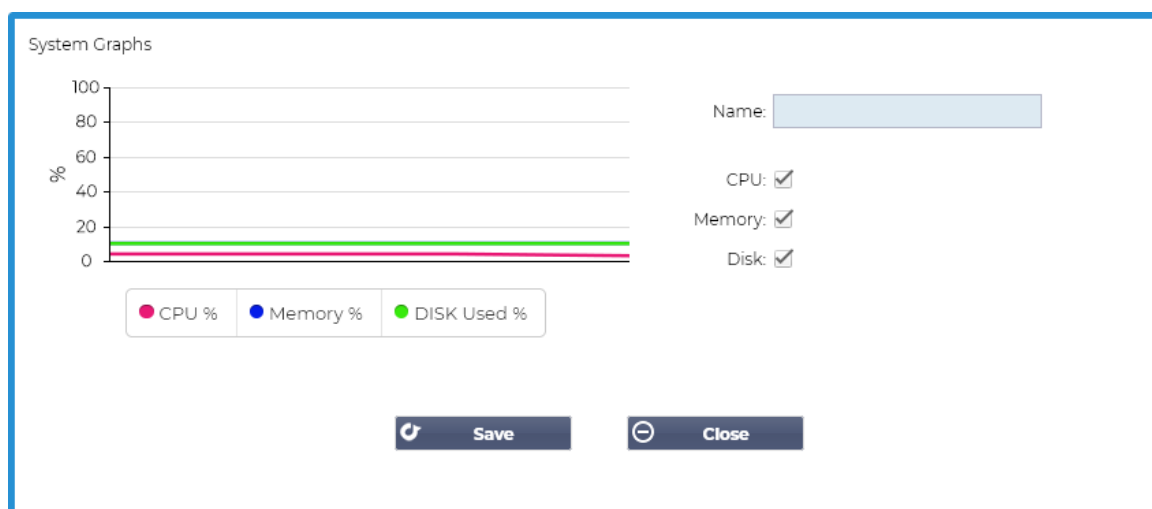 System Graphs
100
80
60
40
20
0
%
CPU %
Memory %
DISK Used %
Name:
CPU:
Memory:
Disk:
Save
Close